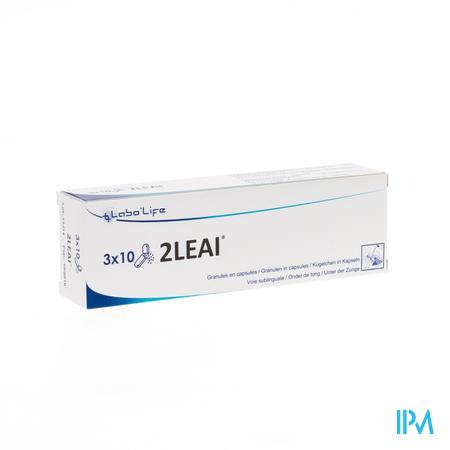 Labo'Life
3x10 2LEAI®
Granules en capsules / Granulen in capsules / Kügelchen in Kapseln
Voie sublinguale / Onder de tong / Unter der Zunge
3x10
2LEAI®
IPM